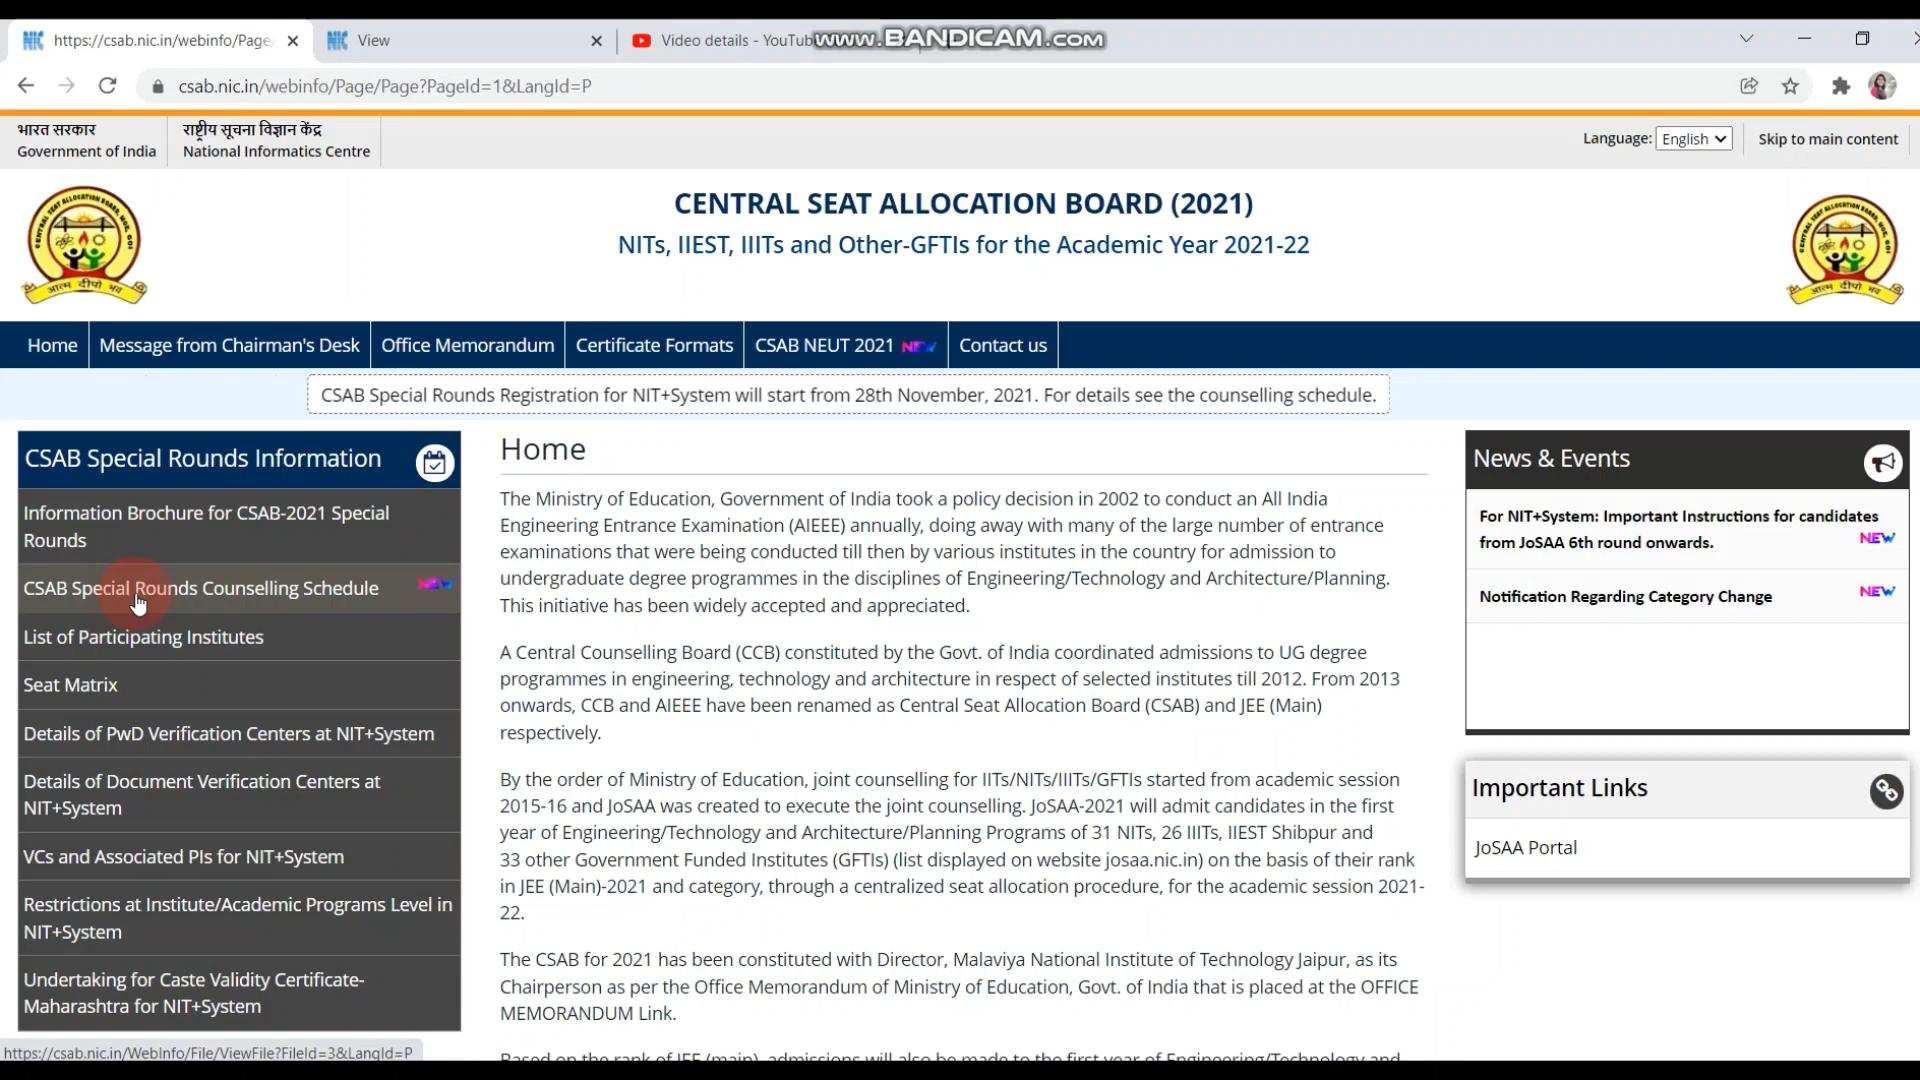 https://csab.nic.in/webinfo/Page/
View
Video details - YouTub
www.BANDICAM.com
csab.nic.in/webinfo/Page/Page?PageId=1&LangId=P
भारत सरकार
Government of India
राष्ट्रीय सूचना विज्ञान केंद्र
National Informatics Centre
Language: English
Skip to main content
CENTRAL SEAT ALLOCATION BOARD (2021)
NITs, IIEST, IIITs and Other-GFTIs for the Academic Year 2021-22
Home
Message from Chairman's Desk
Office Memorandum
Certificate Formats
CSAB NEUT 2021 NEW
Contact us
CSAB Special Rounds Registration for NIT+System will start from 28th November, 2021. For details see the counselling schedule.
CSAB Special Rounds Information
Information Brochure for CSAB-2021 Special
Rounds
CSAB Special Rounds Counselling Schedule NEW
List of Participating Institutes
Seat Matrix
Details of PwD Verification Centers at NIT+System
Details of Document Verification Centers at
NIT+System
VCs and Associated PIs for NIT+System
Restrictions at Institute/Academic Programs Level in
NIT+System
Undertaking for Caste Validity Certificate-
Maharashtra for NIT+System
https://csab.nic.in/WebInfo/File/ViewFile?FileId=3&LangId=P
Home
The Ministry of Education, Government of India took a policy decision in 2002 to conduct an All India
Engineering Entrance Examination (AIEEE) annually, doing away with many of the large number of entrance
examinations that were being conducted till then by various institutes in the country for admission to
undergraduate degree programmes in the disciplines of Engineering/Technology and Architecture/Planning.
This initiative has been widely accepted and appreciated.
A Central Counselling Board (CCB) constituted by the Govt. of India coordinated admissions to UG degree
programmes in engineering, technology and architecture in respect of selected institutes till 2012. From 2013
onwards, CCB and AIEEE have been renamed as Central Seat Allocation Board (CSAB) and JEE (Main)
respectively.
By the order of Ministry of Education, joint counselling for IITs/NITs/IIITs/GFTIs started from academic session
2015-16 and JoSAA was created to execute the joint counselling. JoSAA-2021 will admit candidates in the first
year of Engineering/Technology and Architecture/Planning Programs of 31 NITs, 26 IIITs, IIEST Shibpur and
33 other Government Funded Institutes (GFTIs) (list displayed on website josaa.nic.in) on the basis of their rank
in JEE (Main)-2021 and category, through a centralized seat allocation procedure, for the academic session 2021-
22.
The CSAB for 2021 has been constituted with Director, Malaviya National Institute of Technology Jaipur, as its
Chairperson as per the Office Memorandum of Ministry of Education, Govt. of India that is placed at the OFFICE
MEMORANDUM Link.
Based on the rank of JEE (main), admissions will also be made to the first year of Engineering/Technology and
News & Events
For NIT+System: Important Instructions for candidates
from JoSAA 6th round onwards. NEW
Notification Regarding Category Change NEW
Important Links
JoSAA Portal